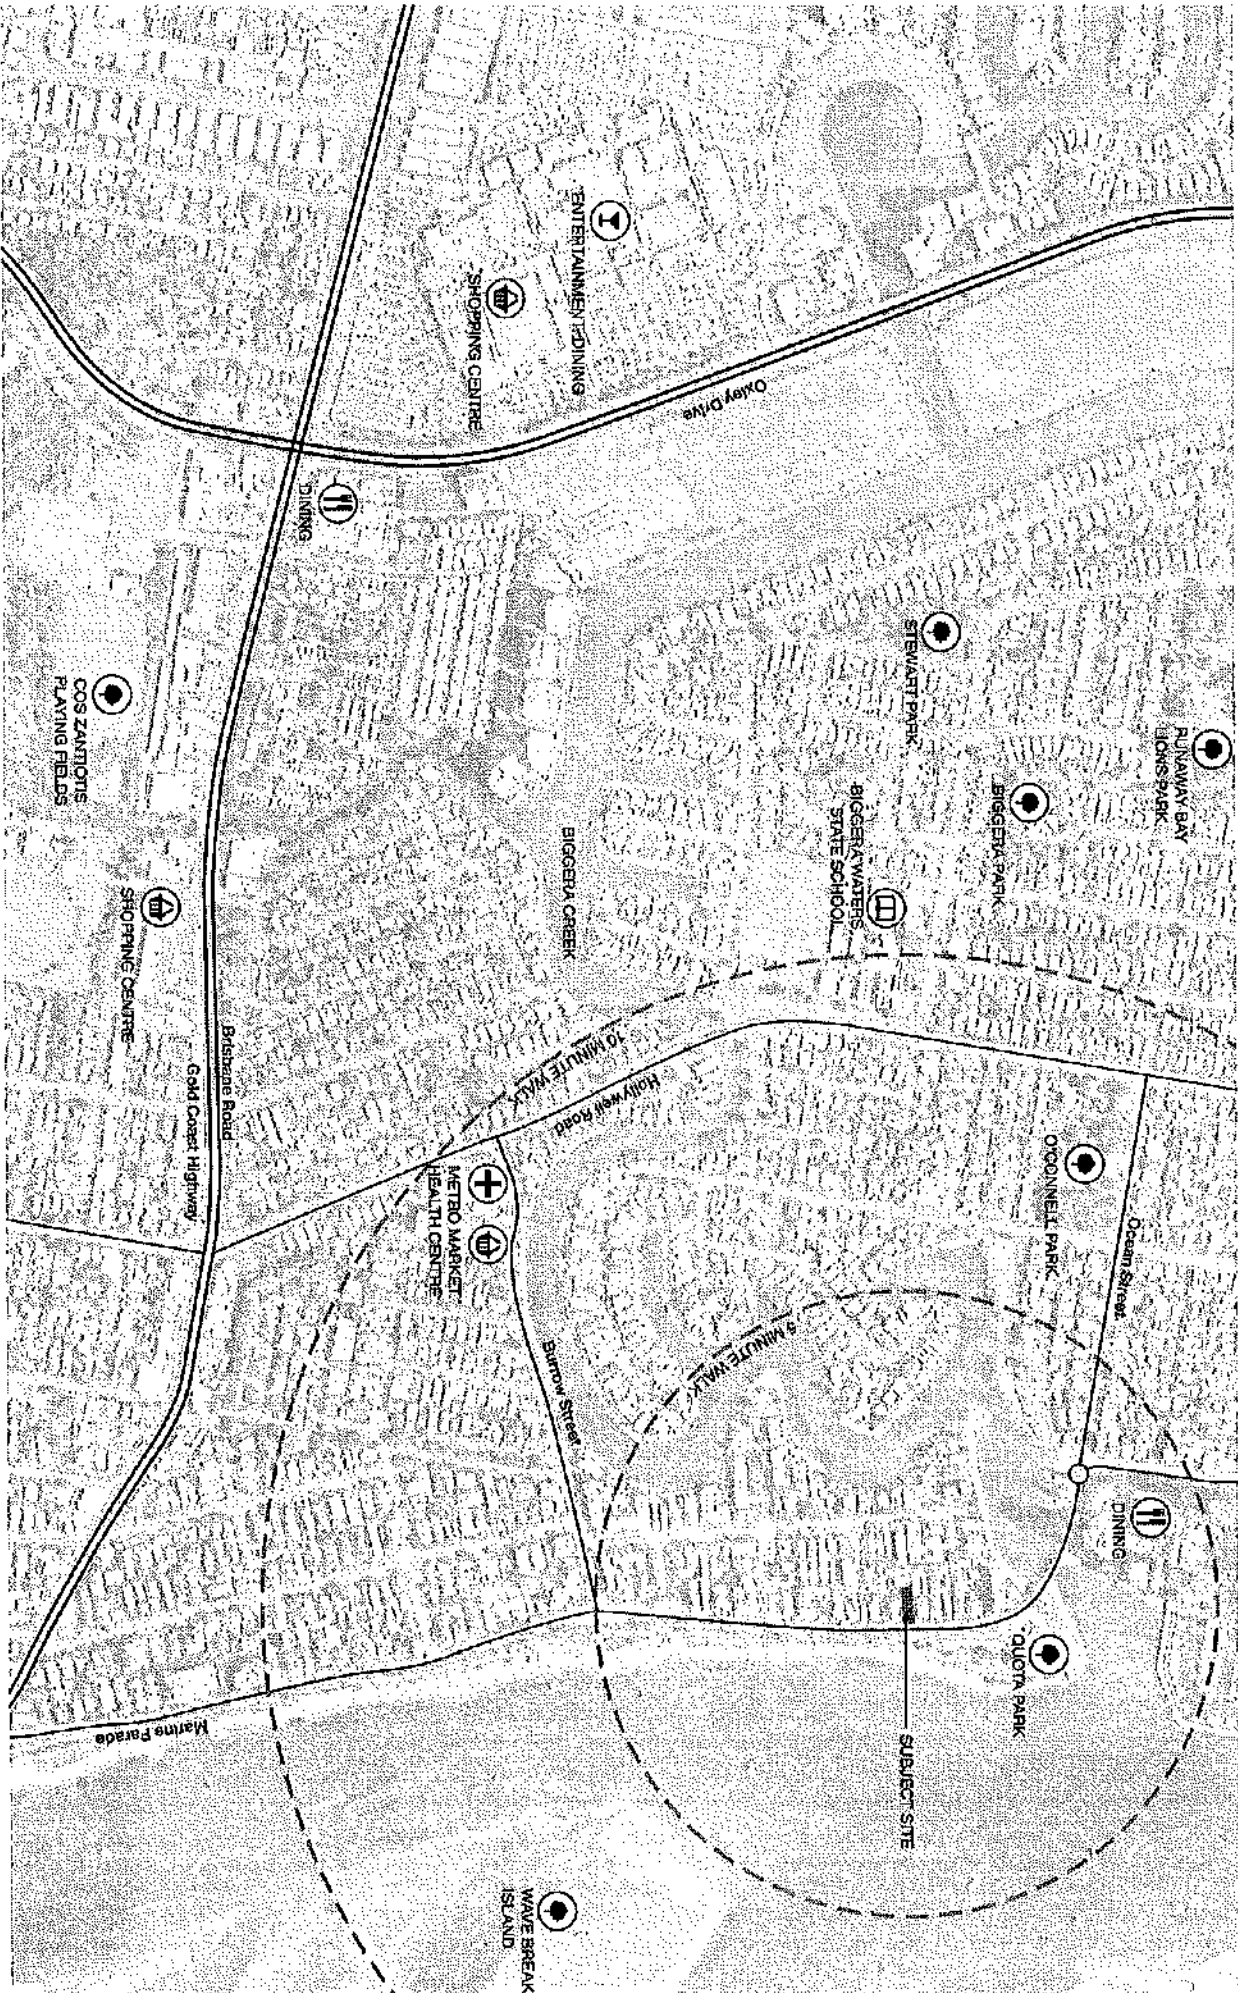 RUNAWAY BAY
LIONS PARK
BIGGERA PARK
STEWART PARK
BIGGERA WATERS
STATE SCHOOL
O'CONNELL PARK
Ocean Street
DINING
QUOTA PARK
SUBJECT SITE
Oxley Drive
ENTERTAINMENT DINING
SHOPPING CENTRE
BIGGERA CREEK
10 MINUTE WALK
Hollywell Road
5 MINUTE WALK
METRO MARKET
HEALTH CENTRE
Burrow Street
WAVE BREAK
ISLAND
DINING
Brisbane Road
Gold Coast Highway
SHOPPING CENTRE
COS ZANTIOTIS
PLAYING FIELDS
Marine Parade